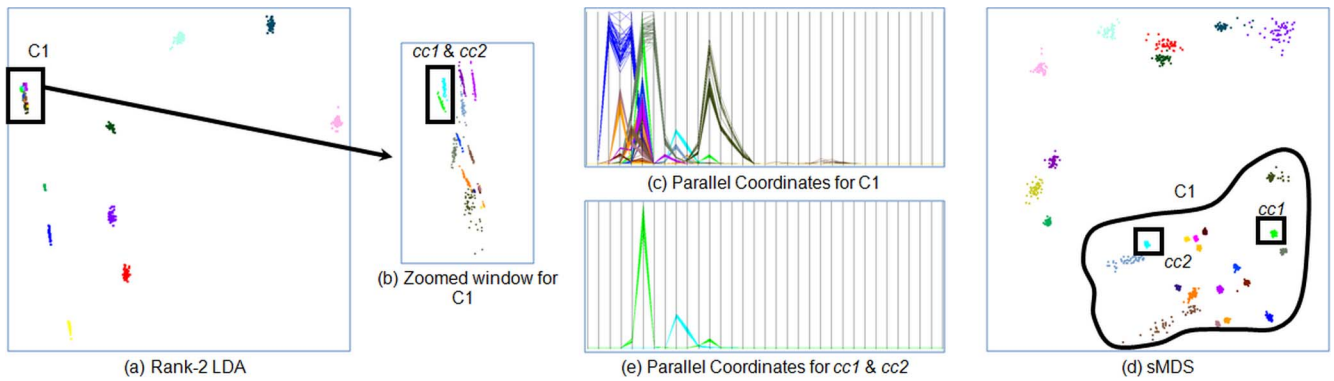 C1
(a) Rank-2 LDA
cc1 & cc2
(b) Zoomed window for
C1
(c) Parallel Coordinates for C1
(e) Parallel Coordinates for cc1 & cc2
C1
cc1
cc2
(d) sMDS